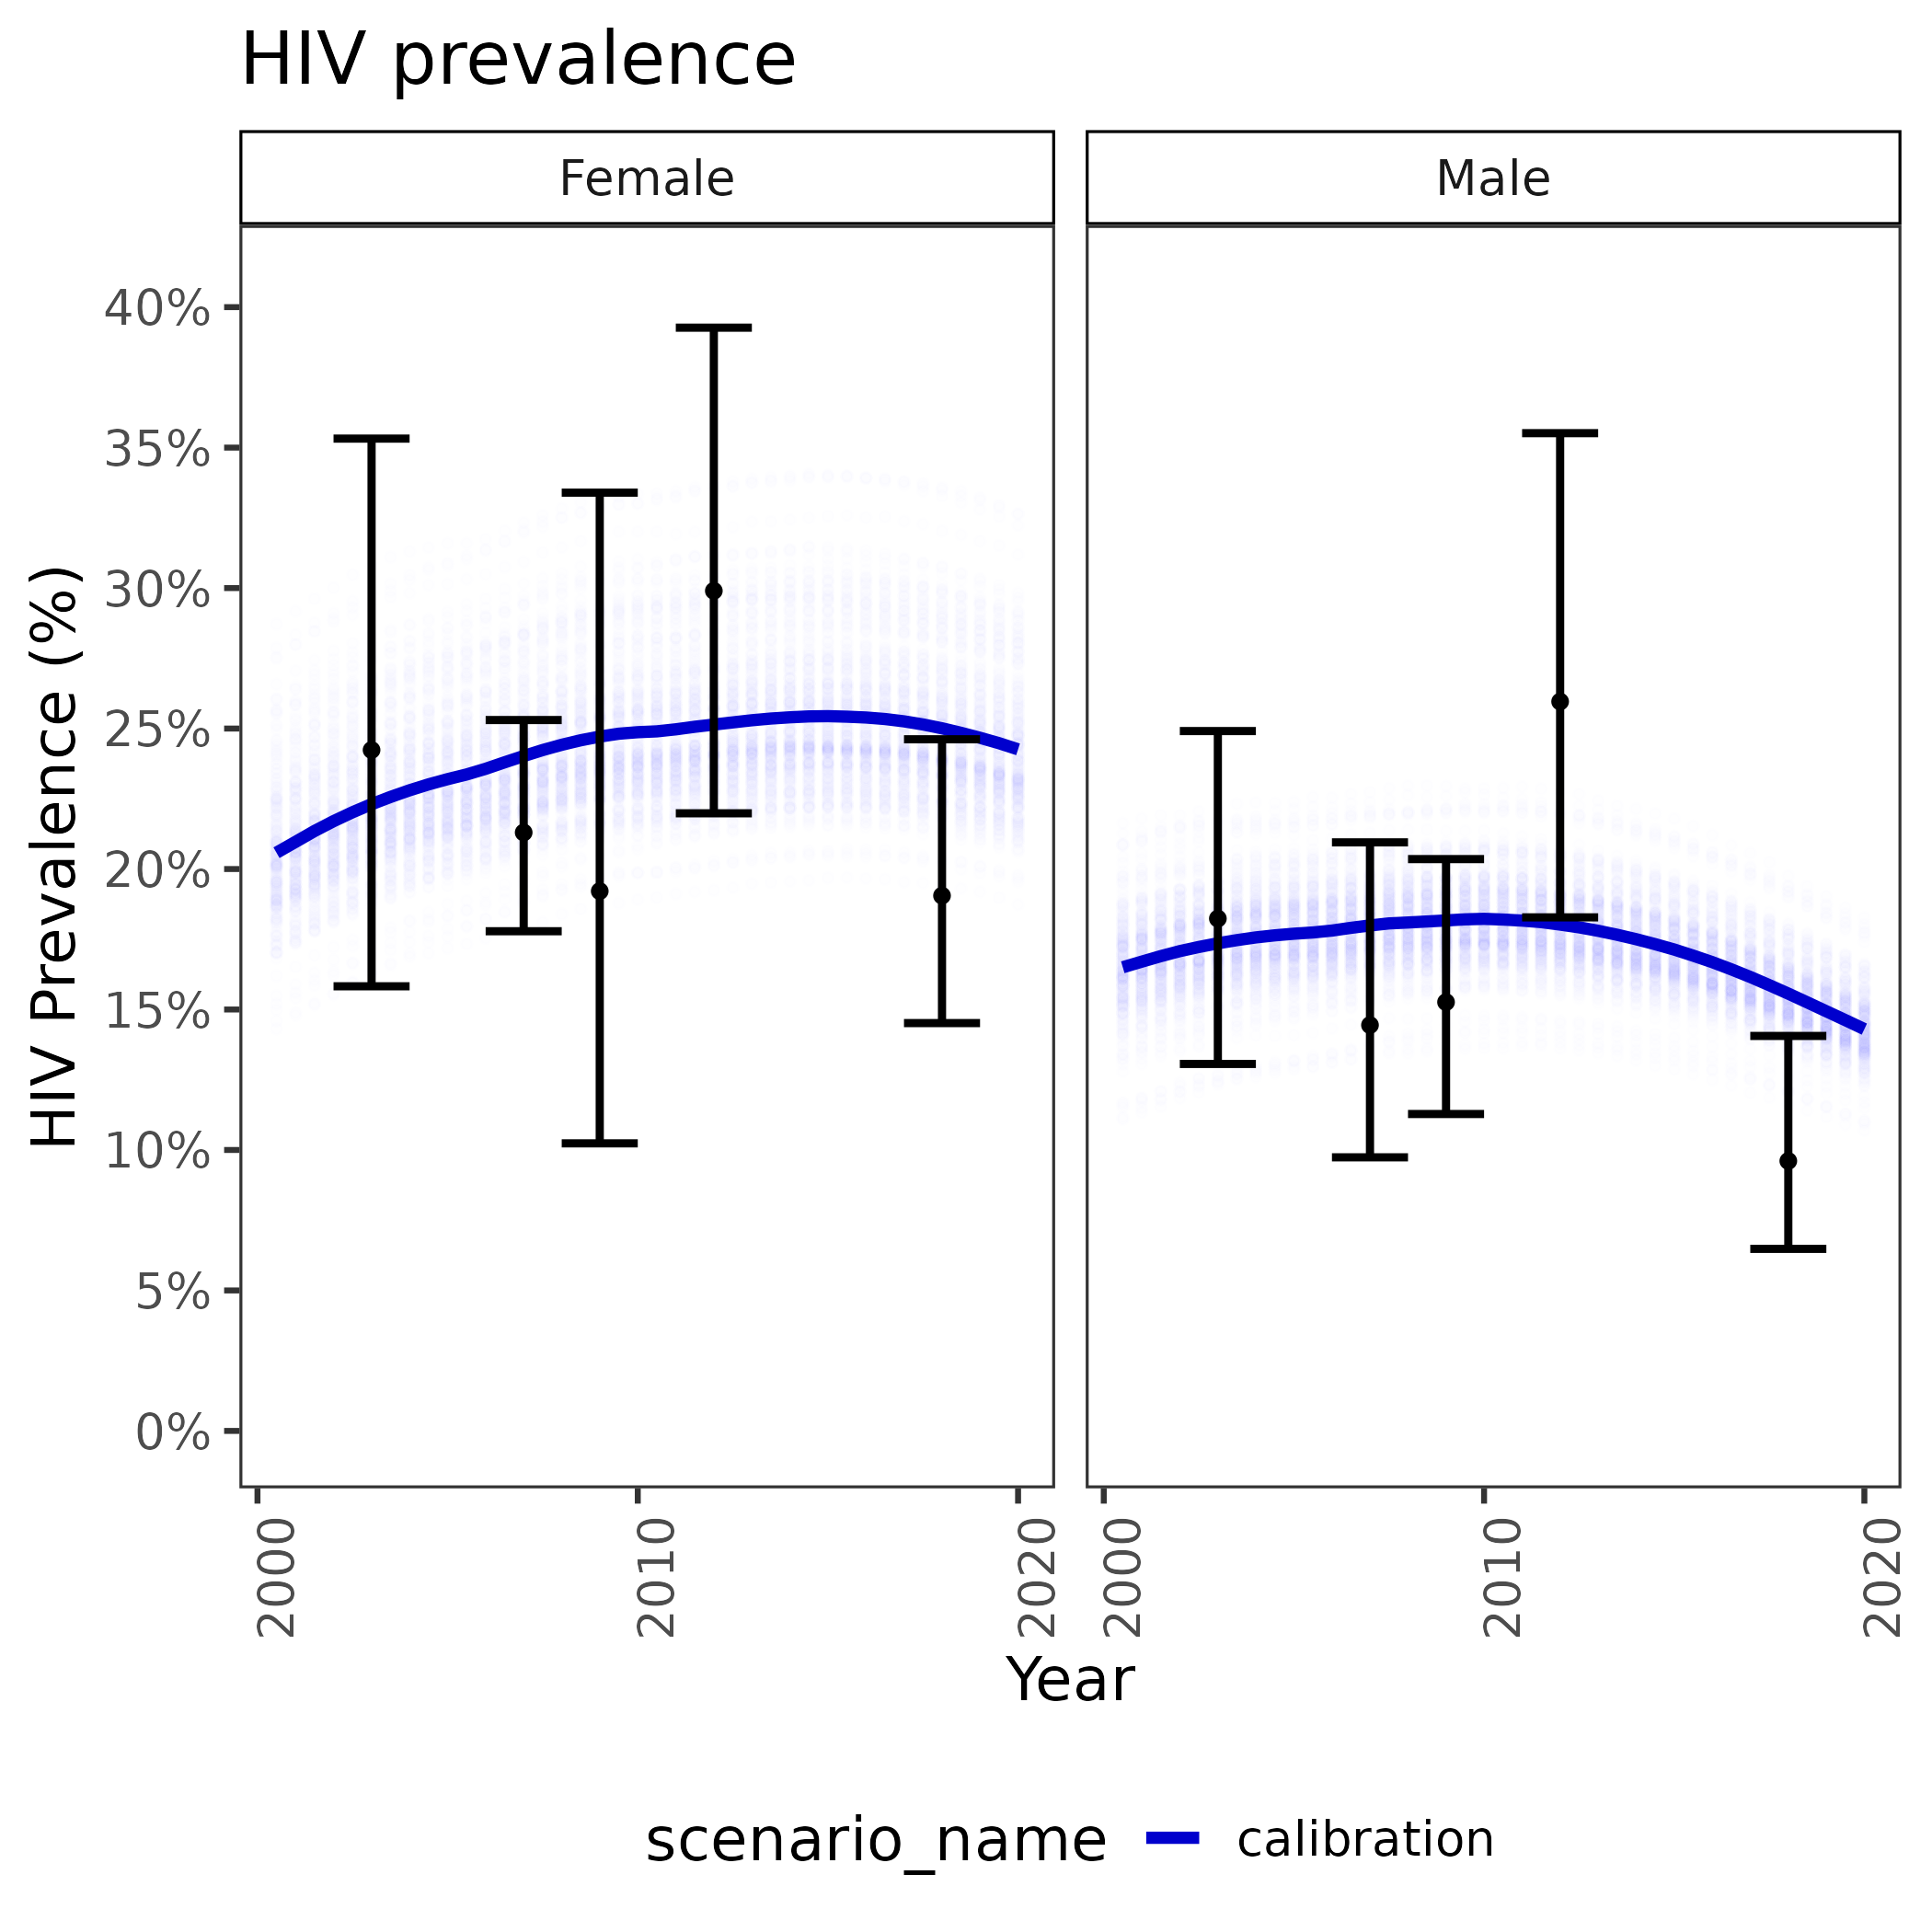 HIV prevalence
Female
Male
HIV Prevalence (%)
40%
35%
30%
25%
20%
15%
10%
5%
0%
2000
2010
2020
2000
2010
2020
Year
scenario_name
calibration